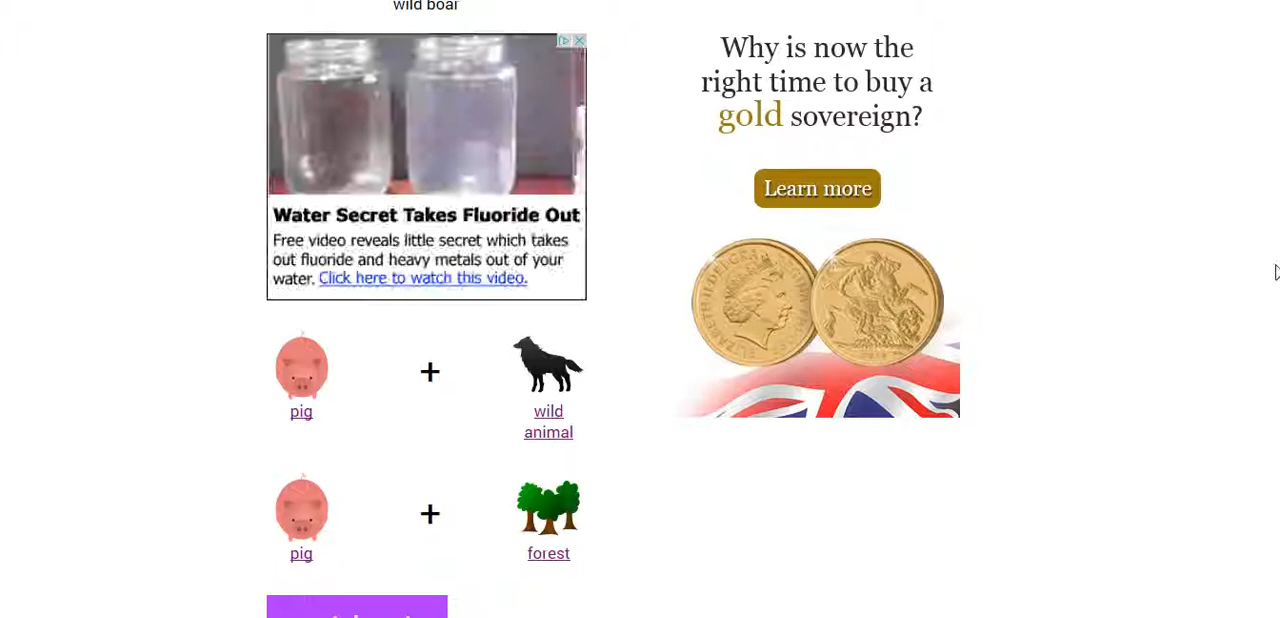 wild boar
Water Secret Takes Fluoride Out
Free video reveals little secret which takes
out fluoride and heavy metals out of your
water. Click here to watch this video.
pig
+
wild
animal
pig
+
forest
Why is now the
right time to buy a
gold sovereign?
Learn more